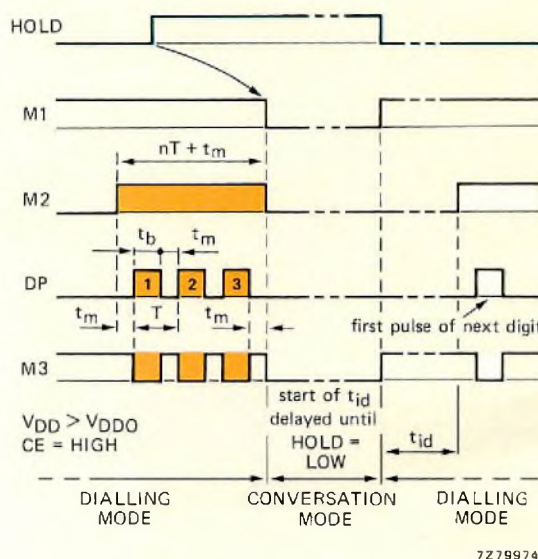 HOLD
M1
nT + tm
M2
tb
tm
DP
1
2
3
tm
T
tm
first pulse of next digit
M3
VDD > VDDO
CE = HIGH
start of tid
delayed until
HOLD =
LOW
tid
DIALLING
MODE
CONVERSATION
MODE
DIALLING
MODE
7Z79974